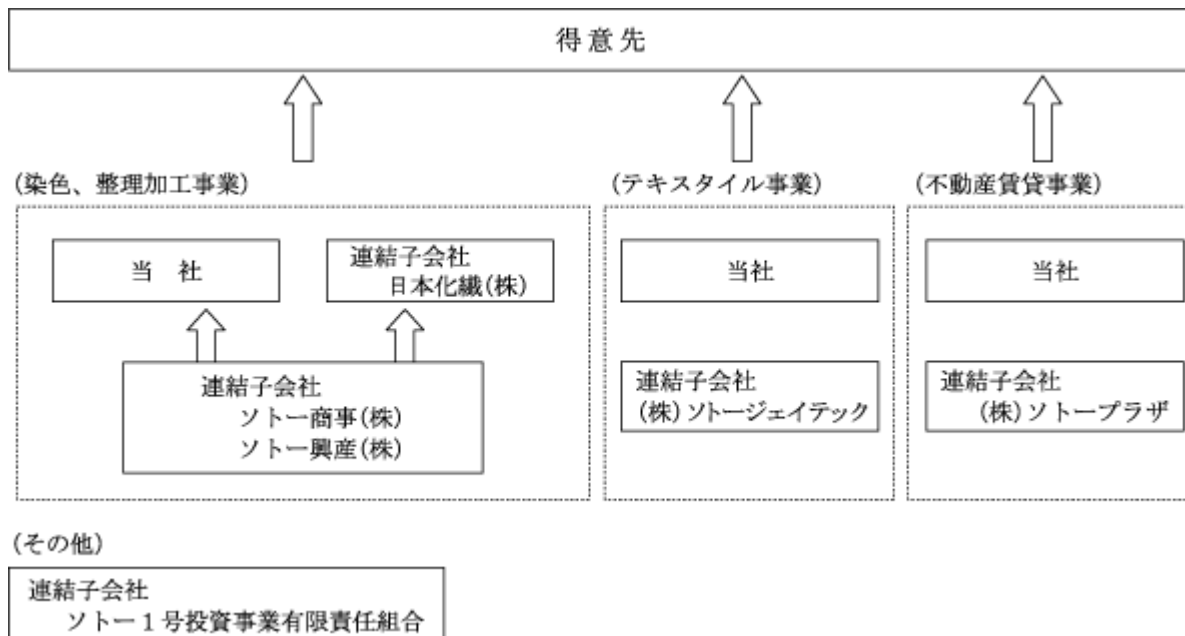 得意先
(染色、整理加工事業)
(テキスタイル事業)
(不動産賃貸事業)
当 社
連結子会社
日本化繊(株)
連結子会社
ソトー商事(株)
ソトー興産(株)
当社
連結子会社
(株)ソトージェイテック
当社
連結子会社
(株)ソトープラザ
(その他)
連結子会社
ソトー1号投資事業有限責任組合